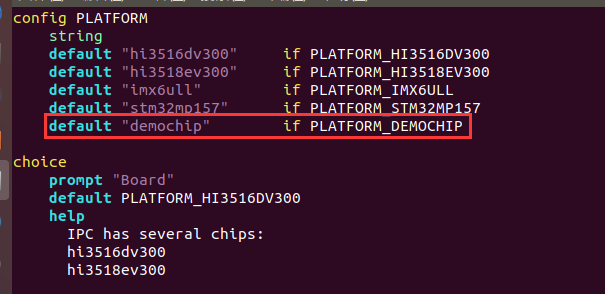 config PLATFORM
string
default "hi3516dv300" if PLATFORM_HI3516DV300
default "hi3518ev300" if PLATFORM_HI3518EV300
default "imx6ull" if PLATFORM_IMX6ULL
default "stm32mp157" if PLATFORM_STM32MP157
default "demochip" if PLATFORM_DEMOCHIP
choice
prompt "Board"
default PLATFORM_HI3516DV300
help
IPC has several chips:
hi3516dv300
hi3518ev300